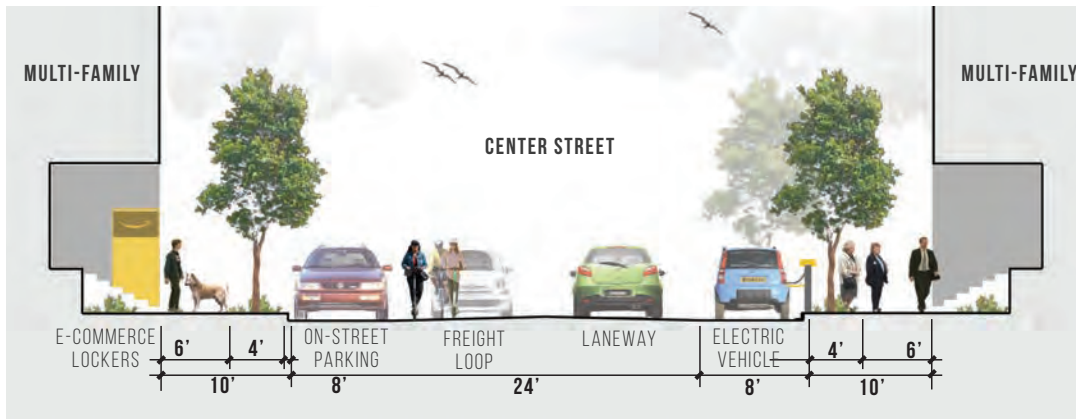 MULTI-FAMILY
MULTI-FAMILY
CENTER STREET
E-COMMERCE
LOCKERS
6'
4'
ON-STREET
PARKING
FREIGHT
LOOP
LANEWAY
ELECTRIC
VEHICLE
4'
6'
10'
8'
24'
8'
10'